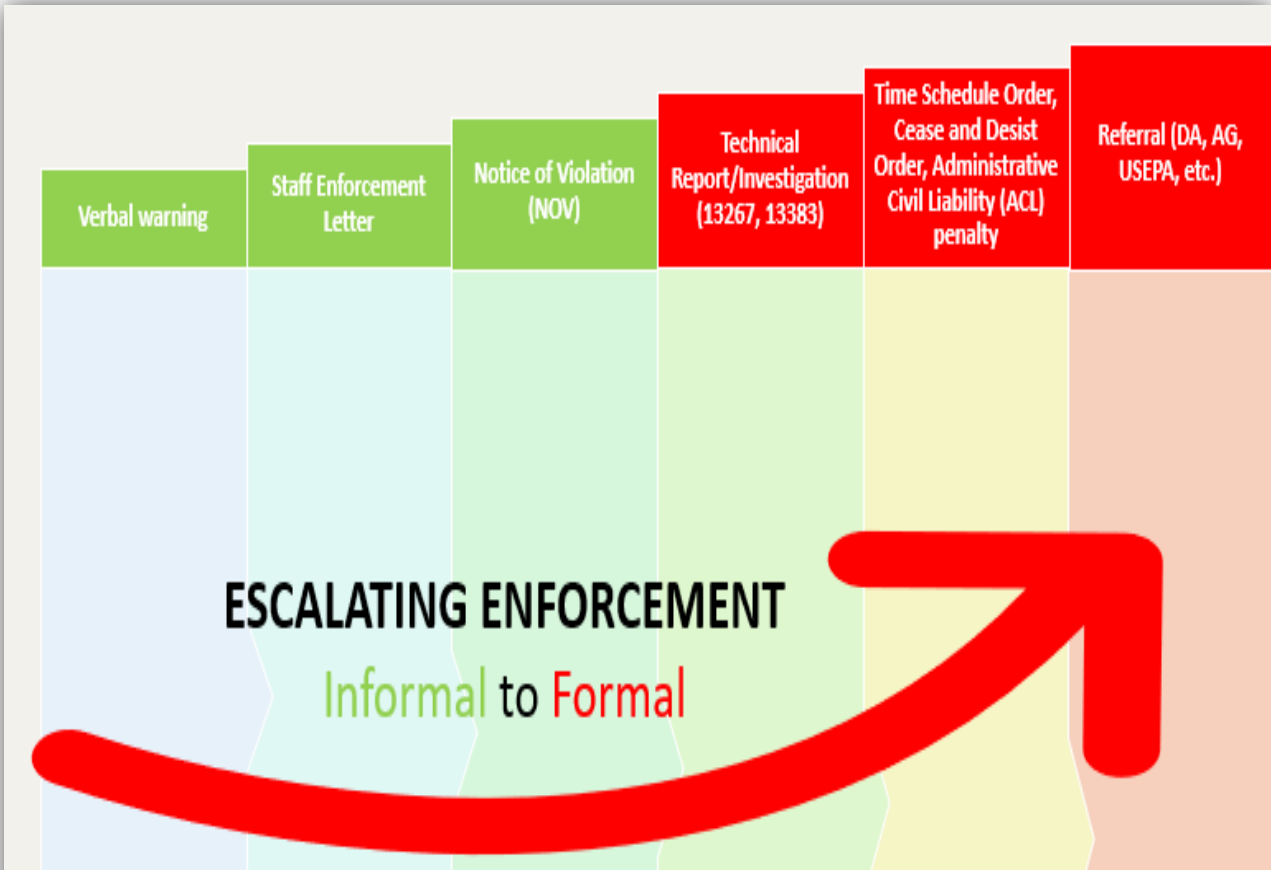 Verbal warning
Staff Enforcement
Letter
Notice of Violation
(NOV)
Technical
Report/Investigation
(13267, 13383)
Time Schedule Order,
Cease and Desist
Order, Administrative
Civil Liability (ACL)
penalty
Referral (DA, AG,
USEPA, etc.)
ESCALATING ENFORCEMENT
Informal to Formal